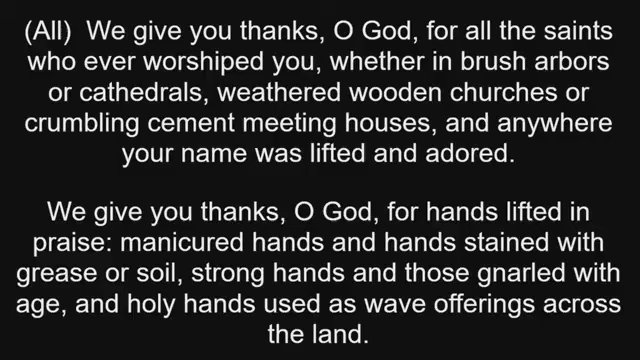 (All)  We give you thanks, O God, for all the saints
who ever worshiped you, whether in brush arbors
or cathedrals, weathered wooden churches or
crumbling cement meeting houses, and anywhere
your name was lifted and adored.
We give you thanks, O God, for hands lifted in
praise: manicured hands and hands stained with
grease or soil, strong hands and those gnarled with
age, and holy hands used as wave offerings across
the land.